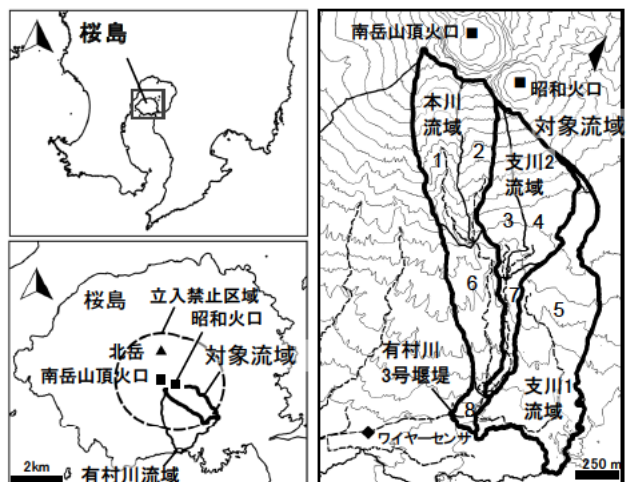 桜島
桜島
立入禁止区域
昭和火口
北岳
対象流域
南岳山頂火口
2km
有村川流域
南岳山頂火口
昭和火口
本川
流域
対象流域
1
2
支川2
流域
3
4
6
7
5
有村川
3号堰堤
支川1
流域
8
ワイヤーセンサ
250 m